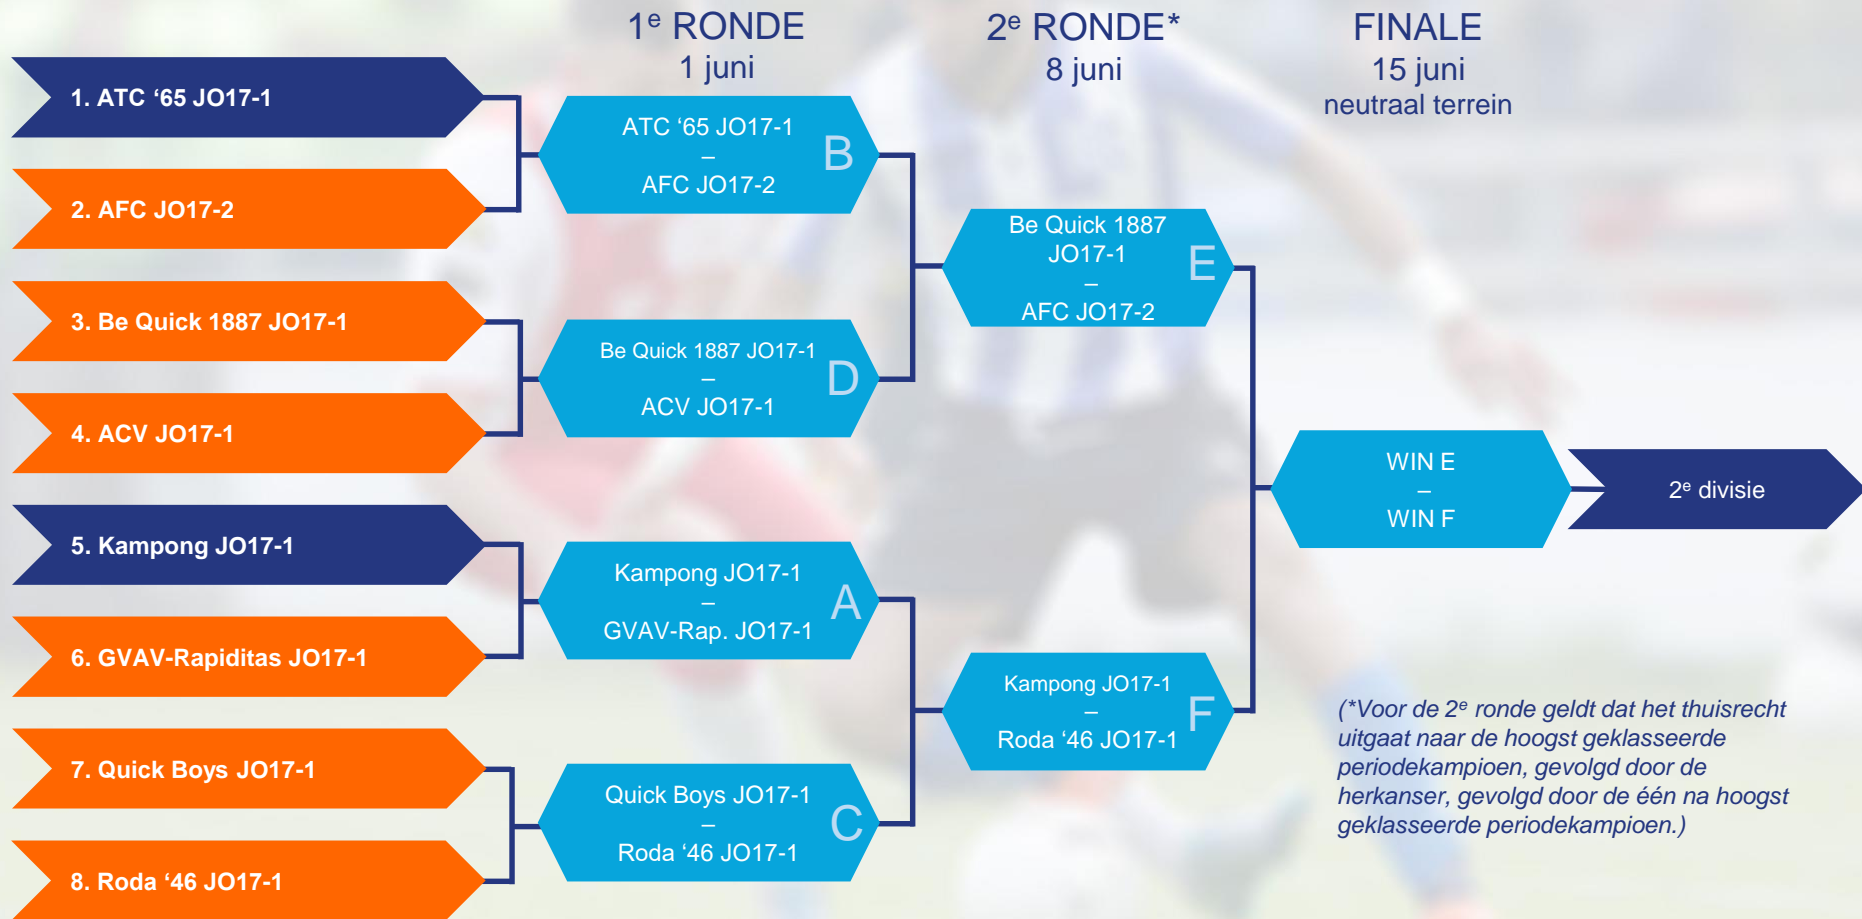 1e RONDE
1 juni
2e RONDE*
8 juni
FINALE
15 juni
neutraal terrein
1. ATC ‘65 JO17-1
2. AFC JO17-2
3. Be Quick 1887 JO17-1
4. ACV JO17-1
5. Kampong JO17-1
6. GVAV-Rapiditas JO17-1
7. Quick Boys JO17-1
8. Roda ‘46 JO17-1
ATC ‘65 JO17-1
–
AFC JO17-2
B
Be Quick 1887 JO17-1
–
ACV JO17-1
D
Kampong JO17-1
–
GVAV-Rap. JO17-1
A
Quick Boys JO17-1
–
Roda ‘46 JO17-1
C
Be Quick 1887
JO17-1
–
AFC JO17-2
E
Kampong JO17-1
–
Roda ‘46 JO17-1
F
WIN E
–
WIN F
2e divisie
(*Voor de 2e ronde geldt dat het thuisrecht
uitgaat naar de hoogst geklasseerde
periodekampioen, gevolgd door de
herkanser, gevolgd door de één na hoogst
geklasseerde periodekampioen.)